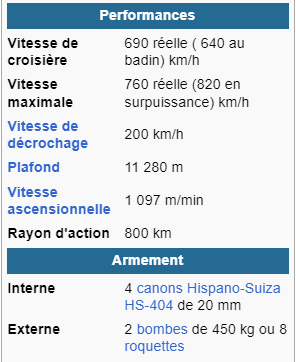 Performances
Vitesse de 690 réelle ( 640 au
croisière badin) km/h
Vitesse 760 réelle (820 en
maximale surpuissance) km/h
Vitesse de
décrochage 200 km/h
Plafond 11 280 m
Vitesse
ascensionnelle 1 097 m/min
Rayon d'action 800 km
Armement
Interne 4 canons Hispano-Suiza
HS-404 de 20 mm
Externe 2 bombes de 450 kg ou 8
roquettes